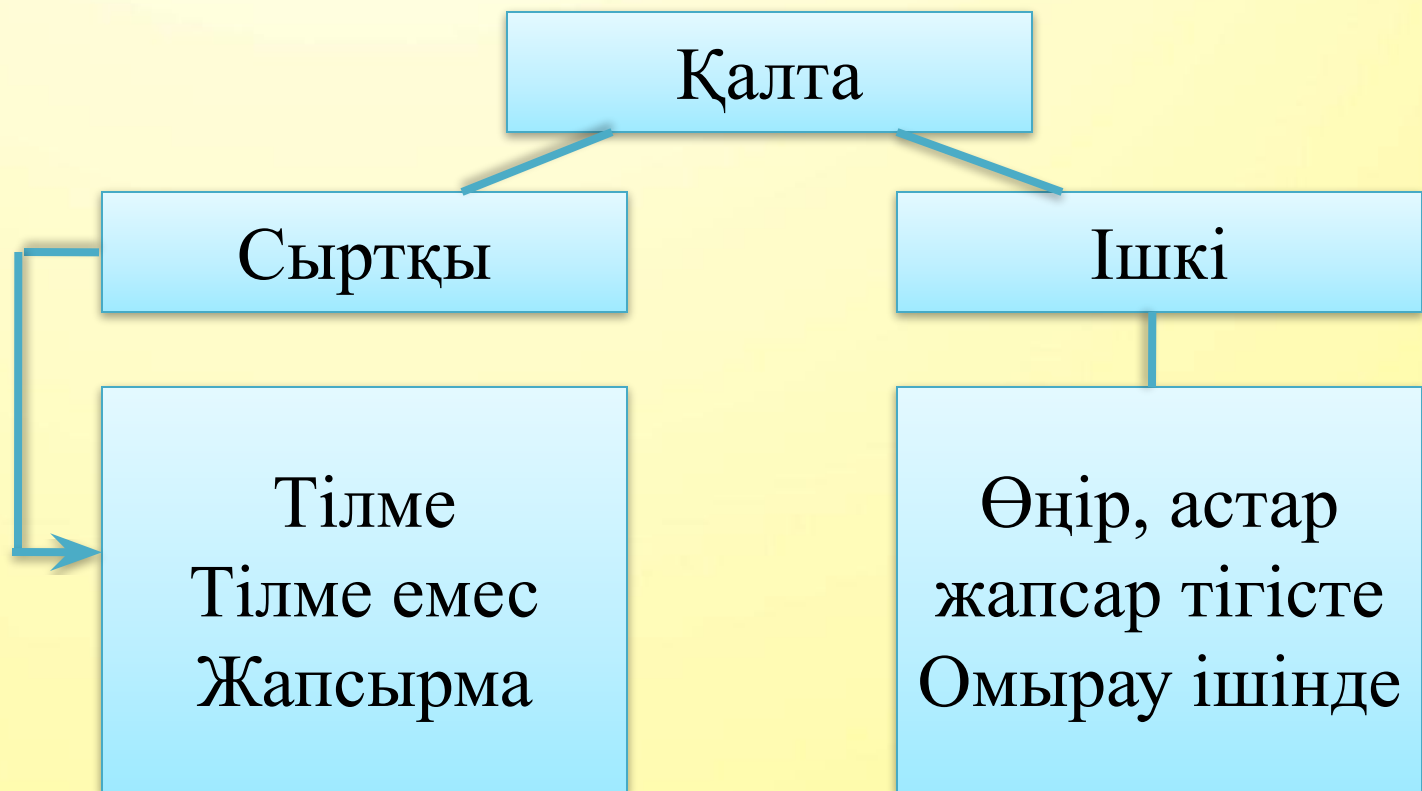 Қалта
Сыртқы
Ішкі
Тілме
Тілме емес
Жапсырма
Өңір, астар
жапсар тігісте
Омырау ішінде